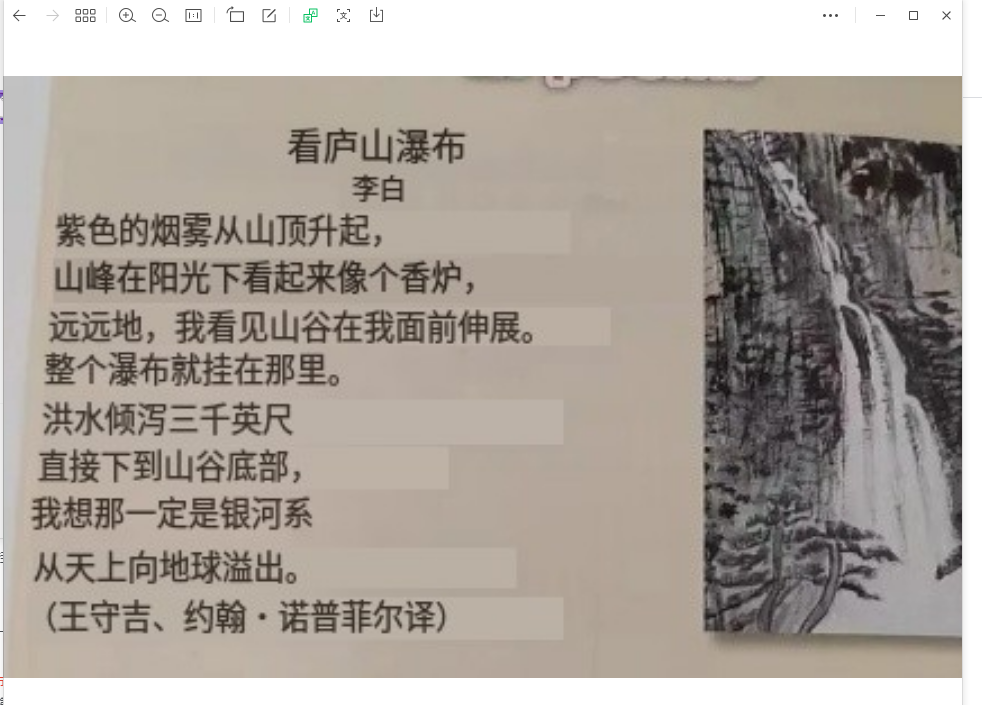 看庐山瀑布
李白
紫色的烟雾从山顶升起，
山峰在阳光下看起来像个香炉，
远远地，我看见山谷在我面前伸展。
整个瀑布就挂在那里。
洪水倾泻三千英尺
直接下到山谷底部，
我想那一定是银河系
从天上向地球溢出。
（王守吉、约翰·诺普菲尔译）